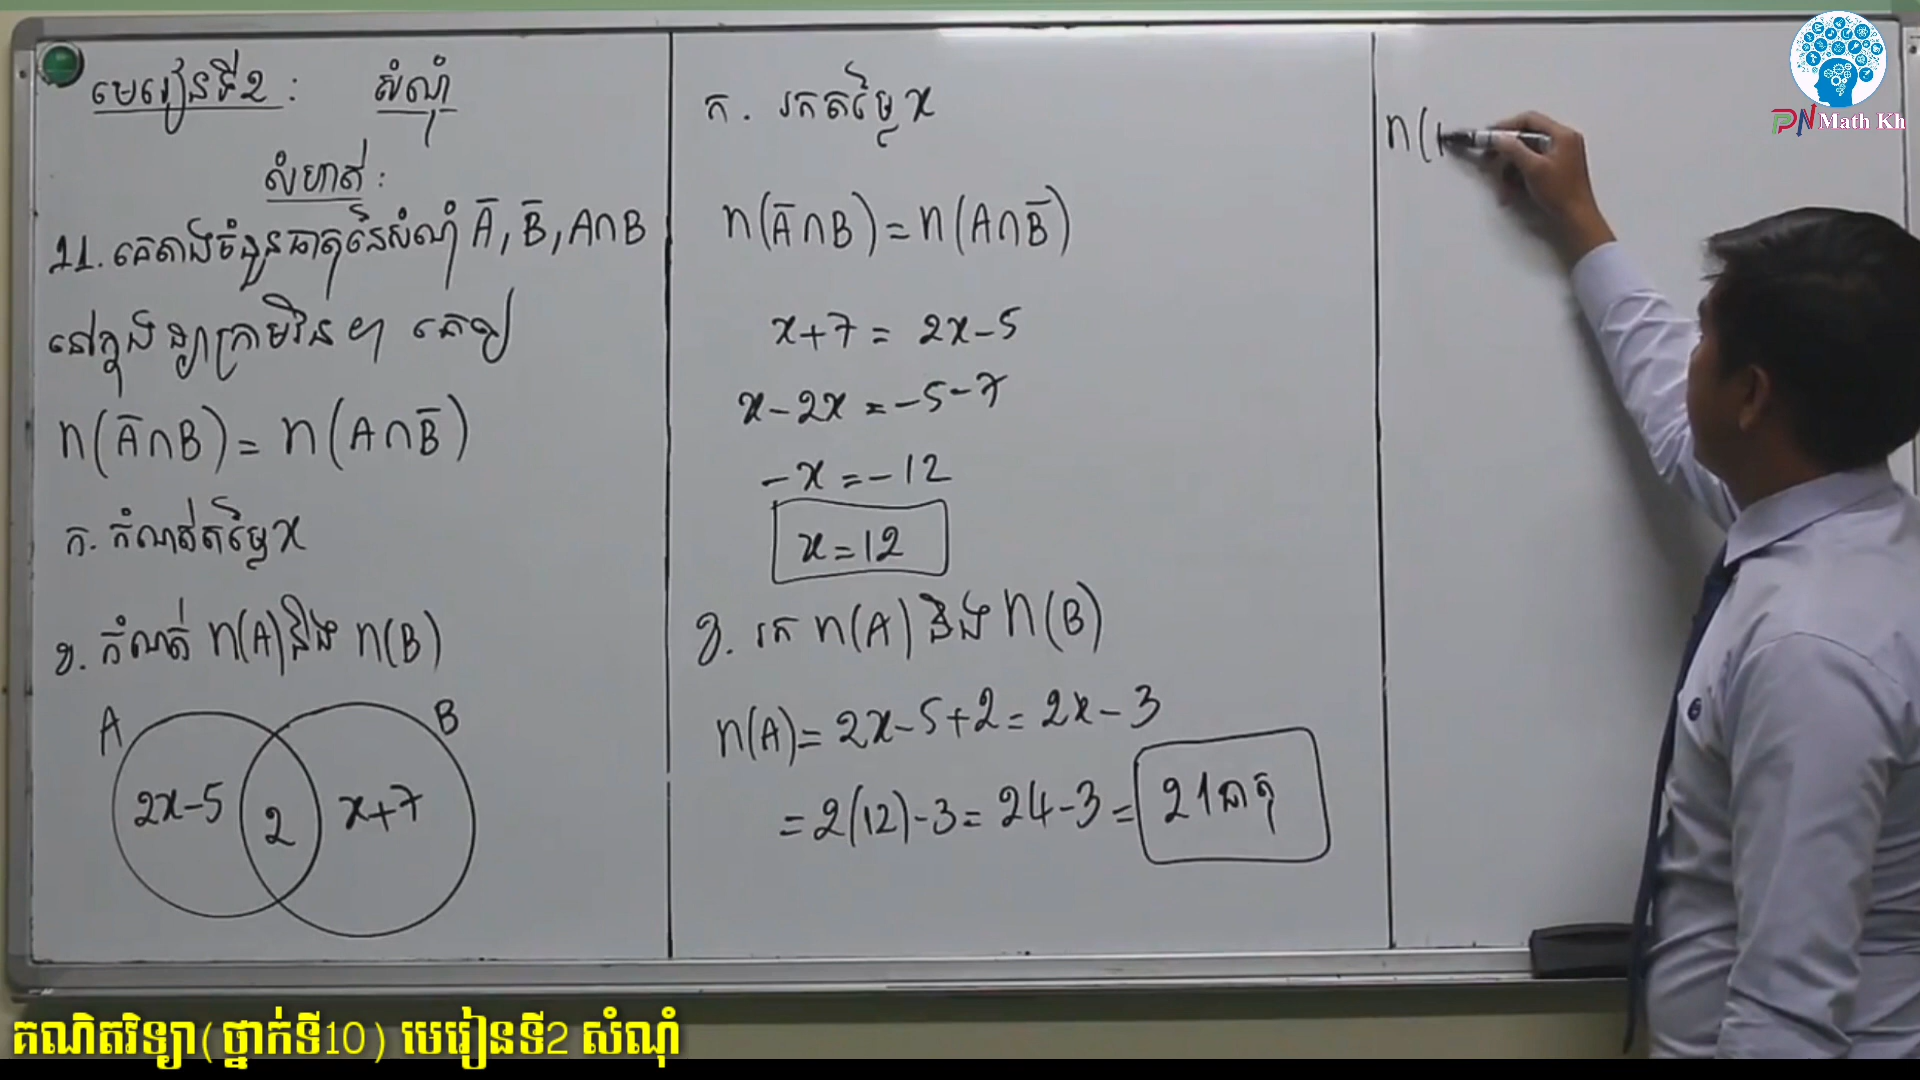 មេរៀនទី2 : សំណុំ
លំហាត់ :
11. គេតាងចំនួនធាតុនៃសំណុំ A̅, B̅, A∩B
នៅក្នុងដ្យាក្រាមវ៉ែន ។ គេឲ្យ
n(A̅∩B) = n(A∩B̅)
ក. កំណត់តម្លៃ x
ខ. កំណត់ n(A) និង n(B)
A B
2x-5 2 x+7
ក. រកតម្លៃ x
n(A̅∩B) = n(A∩B̅)
x+7 = 2x-5
x-2x = -5-7
-x = -12
x = 12
ខ. រក n(A) និង n(B)
n(A) = 2x-5+2 = 2x-3
= 2(12)-3 = 24-3 = 21ធាតុ
n(
PN Math Kh
គណិតវិទ្យា(ថ្នាក់ទី10) មេរៀនទី2 សំណុំ